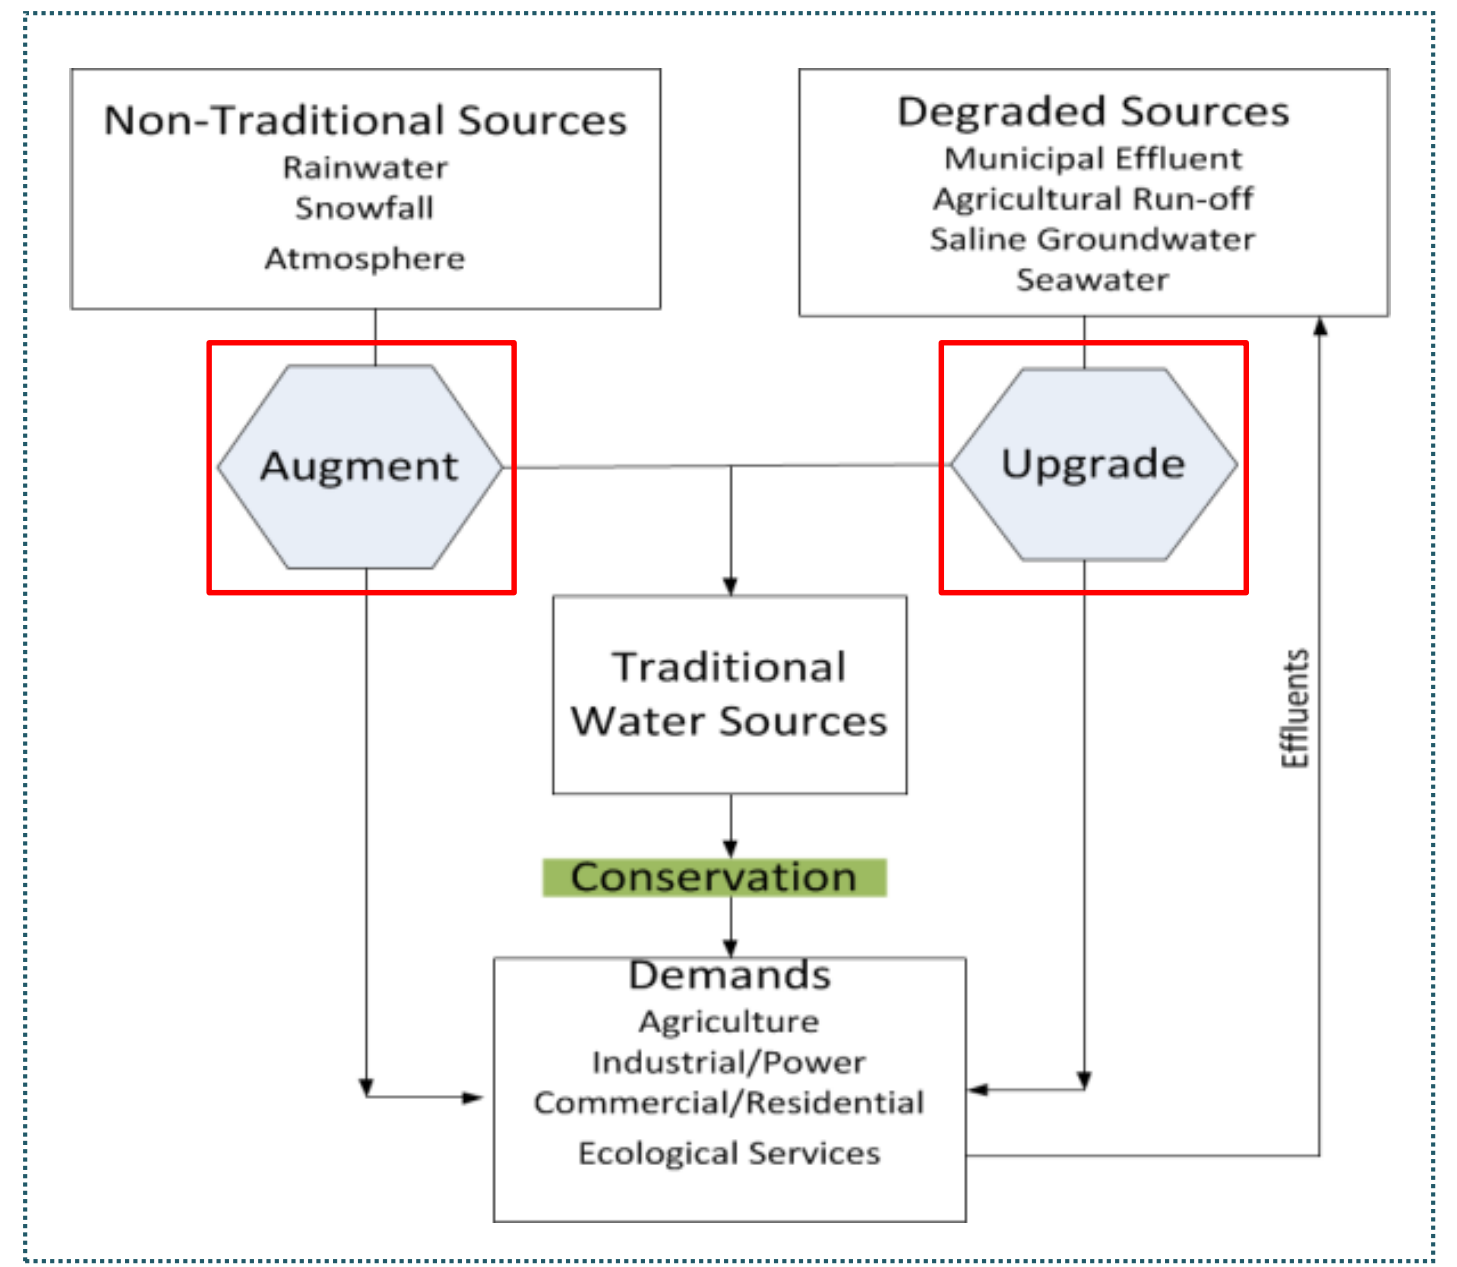 Non-Traditional Sources
Rainwater
Snowfall
Atmosphere
Degraded Sources
Municipal Effluent
Agricultural Run-off
Saline Groundwater
Seawater
Augment
Upgrade
Traditional
Water Sources
Effluents
Conservation
Demands
Agriculture
Industrial/Power
Commercial/Residential
Ecological Services